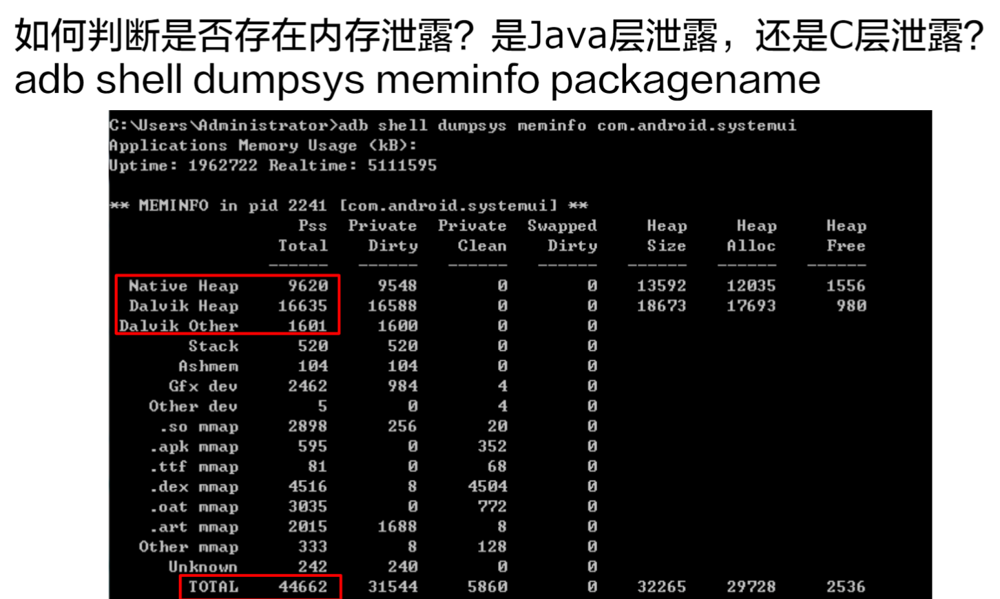 如何判断是否存在内存泄露？是Java层泄露，还是C层泄露？
adb shell dumpsys meminfo packagename
C:\Users\Administrator>adb shell dumpsys meminfo com.android.systemui
Applications Memory Usage (kB):
Uptime: 1962722 Realtime: 5111595
** MEMINFO in pid 2241 [com.android.systemui] **
Pss Private Private Swapped Heap Heap Heap
Total Dirty Clean Dirty Size Alloc Free
------ ------ ------ ------ ------ ------ ------
Native Heap 9620 9548 0 0 13592 12035 1556
Dalvik Heap 16635 16588 0 0 18673 17693 980
Dalvik Other 1601 1600 0 0
Stack 520 520 0 0
Ashmem 104 104 0 0
Gfx dev 2462 984 4 0
Other dev 5 0 4 0
.so mmap 2898 256 20 0
.apk mmap 595 0 352 0
.ttf mmap 81 0 68 0
.dex mmap 4516 8 4504 0
.oat mmap 3035 0 772 0
.art mmap 2015 1688 8 0
Other mmap 333 8 128 0
Unknown 242 240 0 0
TOTAL 44662 31544 5860 0 32265 29728 2536